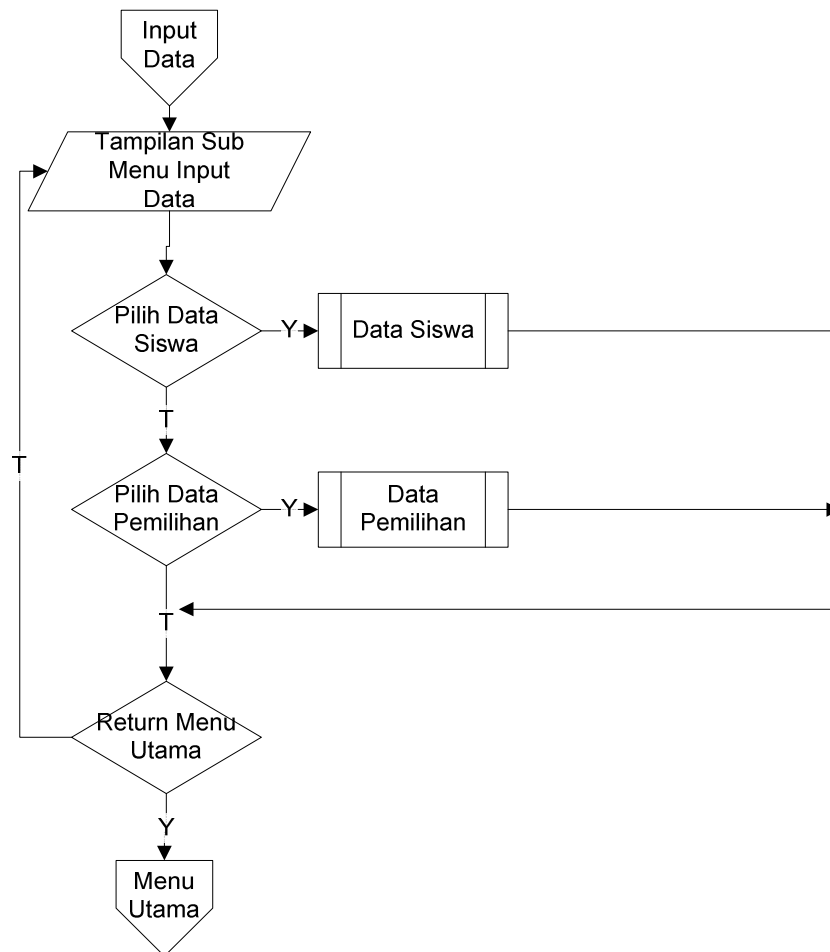 Input
Data
Tampilan Sub
Menu Input
Data
Pilih Data
Siswa
Y
Data Siswa
T
Pilih Data
Pemilihan
Y
Data
Pemilihan
T
T
Return Menu
Utama
Y
Menu
Utama